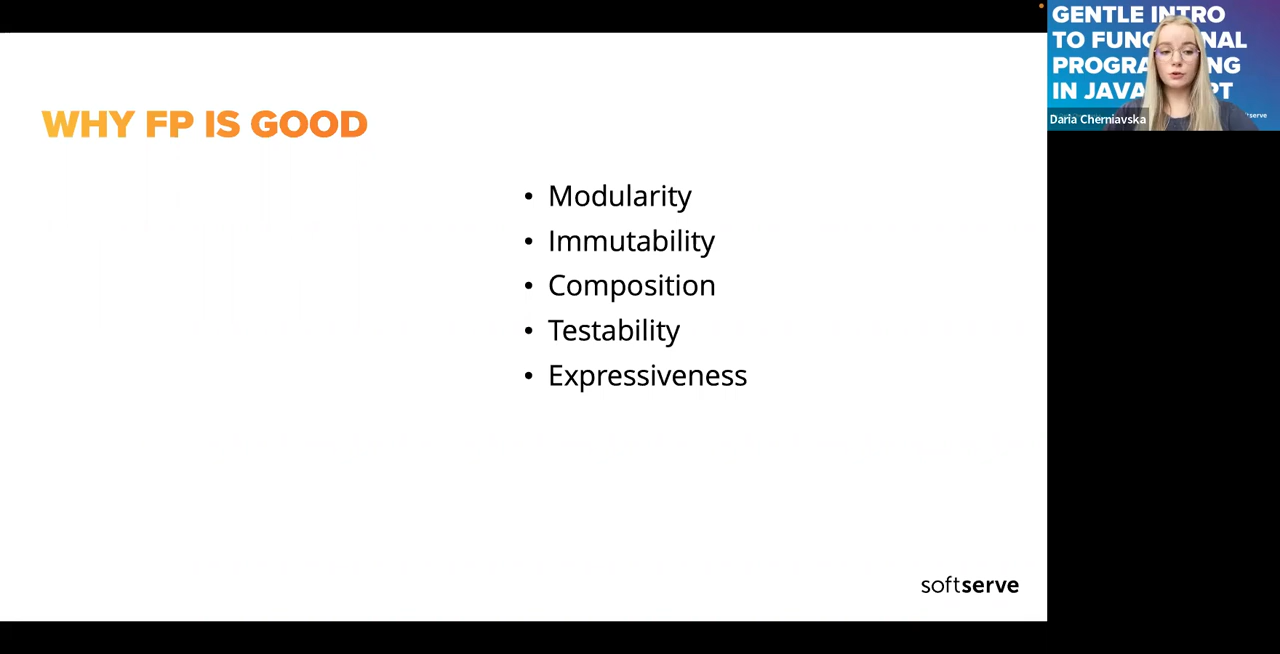 WHY FP IS GOOD
• Modularity
• Immutability
• Composition
• Testability
• Expressiveness
softserve
GENTLE INTRO
TO FUNC NAL
PROGRA NG
IN JAVA PT
Daria Cherniavska
serve